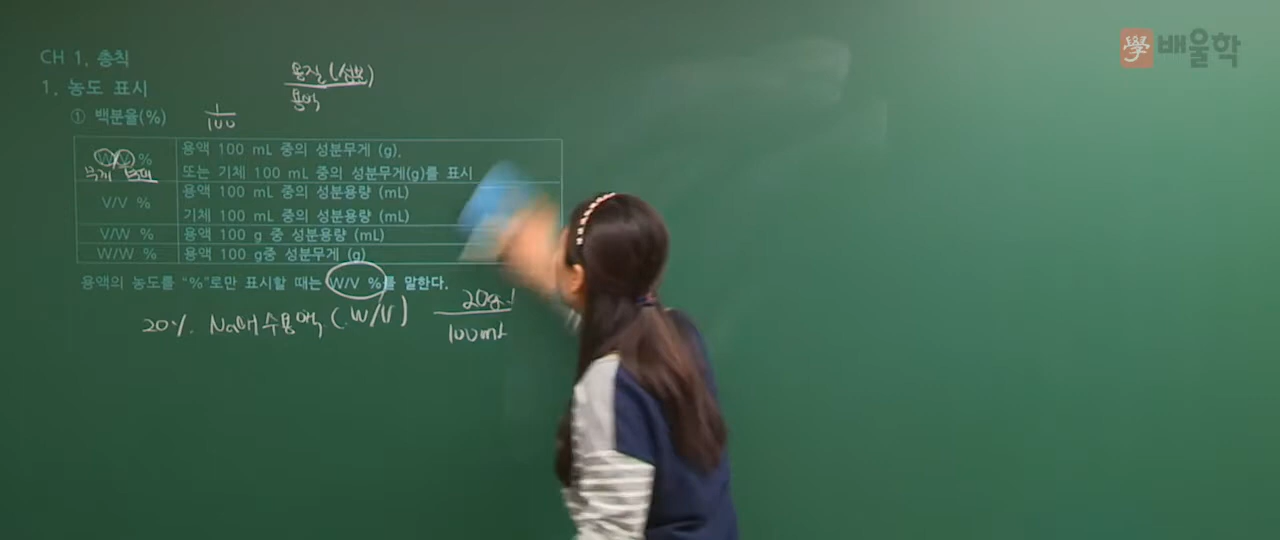 學 배울학
CH 1. 총칙
1. 농도 표시
용질(성분)
용액
① 백분율(%)
1
100
W/V %
무게 부피
용액 100 mL 중의 성분무게 (g),
또는 기체 100 mL 중의 성분무게(g)를 표시
V/V %
용액 100 mL 중의 성분용량 (mL)
기체 100 mL 중의 성분용량 (mL)
V/W %
용액 100 g 중 성분용량 (mL)
W/W %
용액 100 g중 성분무게 (g)
용액의 농도를 "%"로만 표시할 때는 W/V %를 말한다.
20% 수용액 (W/V)
100mL